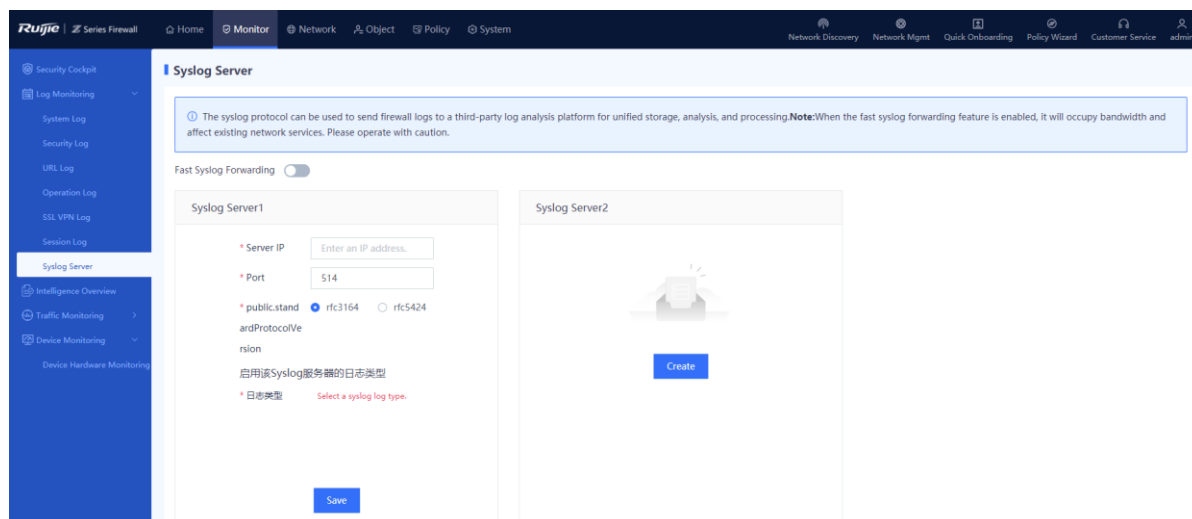 Ruijie | Z Series Firewall
Home Monitor Network Object Policy System
Network Discovery Network Mgmt Quick Onboarding Policy Wizard Customer Service admin
Security Cockpit
Log Monitoring
System Log
Security Log
URL Log
Operation Log
SSL VPN Log
Session Log
Syslog Server
Intelligence Overview
Traffic Monitoring
Device Monitoring
Device Hardware Monitoring
Syslog Server
The syslog protocol can be used to send firewall logs to a third-party log analysis platform for unified storage, analysis, and processing.Note:When the fast syslog forwarding feature is enabled, it will occupy bandwidth and
affect existing network services. Please operate with caution.
Fast Syslog Forwarding
Syslog Server1
* Server IP Enter an IP address.
* Port 514
* public.stand rfc3164 rfc5424
ardProtocolVe
rsion
启用该Syslog服务器的日志类型
* 日志类型 Select a syslog log type.
Save
Syslog Server2
Create